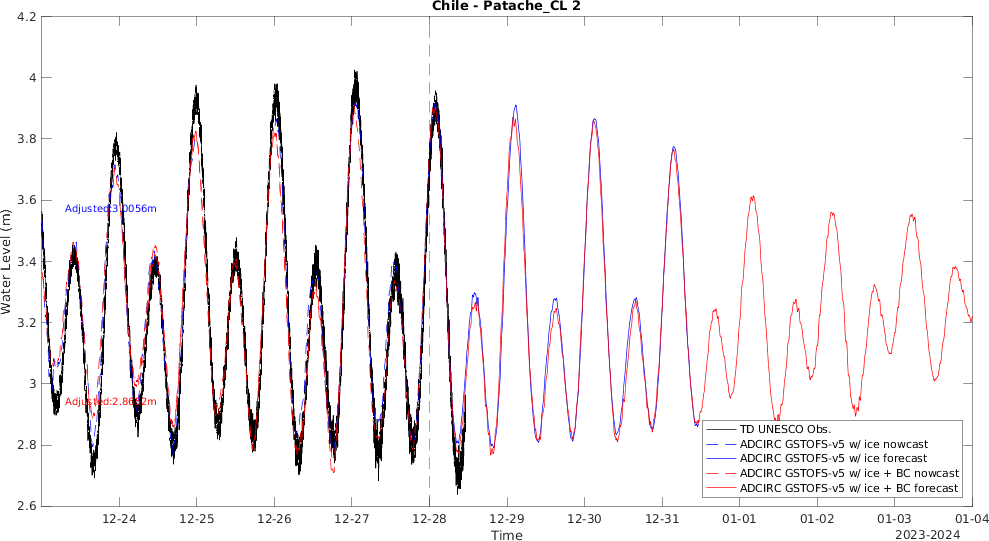 Chile - Patache_CL 2
4.2
4
3.8
3.6
3.4
3.2
3
2.8
2.6
Water Level (m)
Adjusted:3.0056m
TD UNESCO Obs.
ADCIRC GSTOFS-v5 w/ ice nowcast
ADCIRC GSTOFS-v5 w/ ice forecast
ADCIRC GSTOFS-v5 w/ ice + BC nowcast
ADCIRC GSTOFS-v5 w/ ice + BC forecast
12-24 12-25 12-26 12-27 12-28 12-29 12-30 12-31 01-01 01-02 01-03 01-04
Time
2023-2024